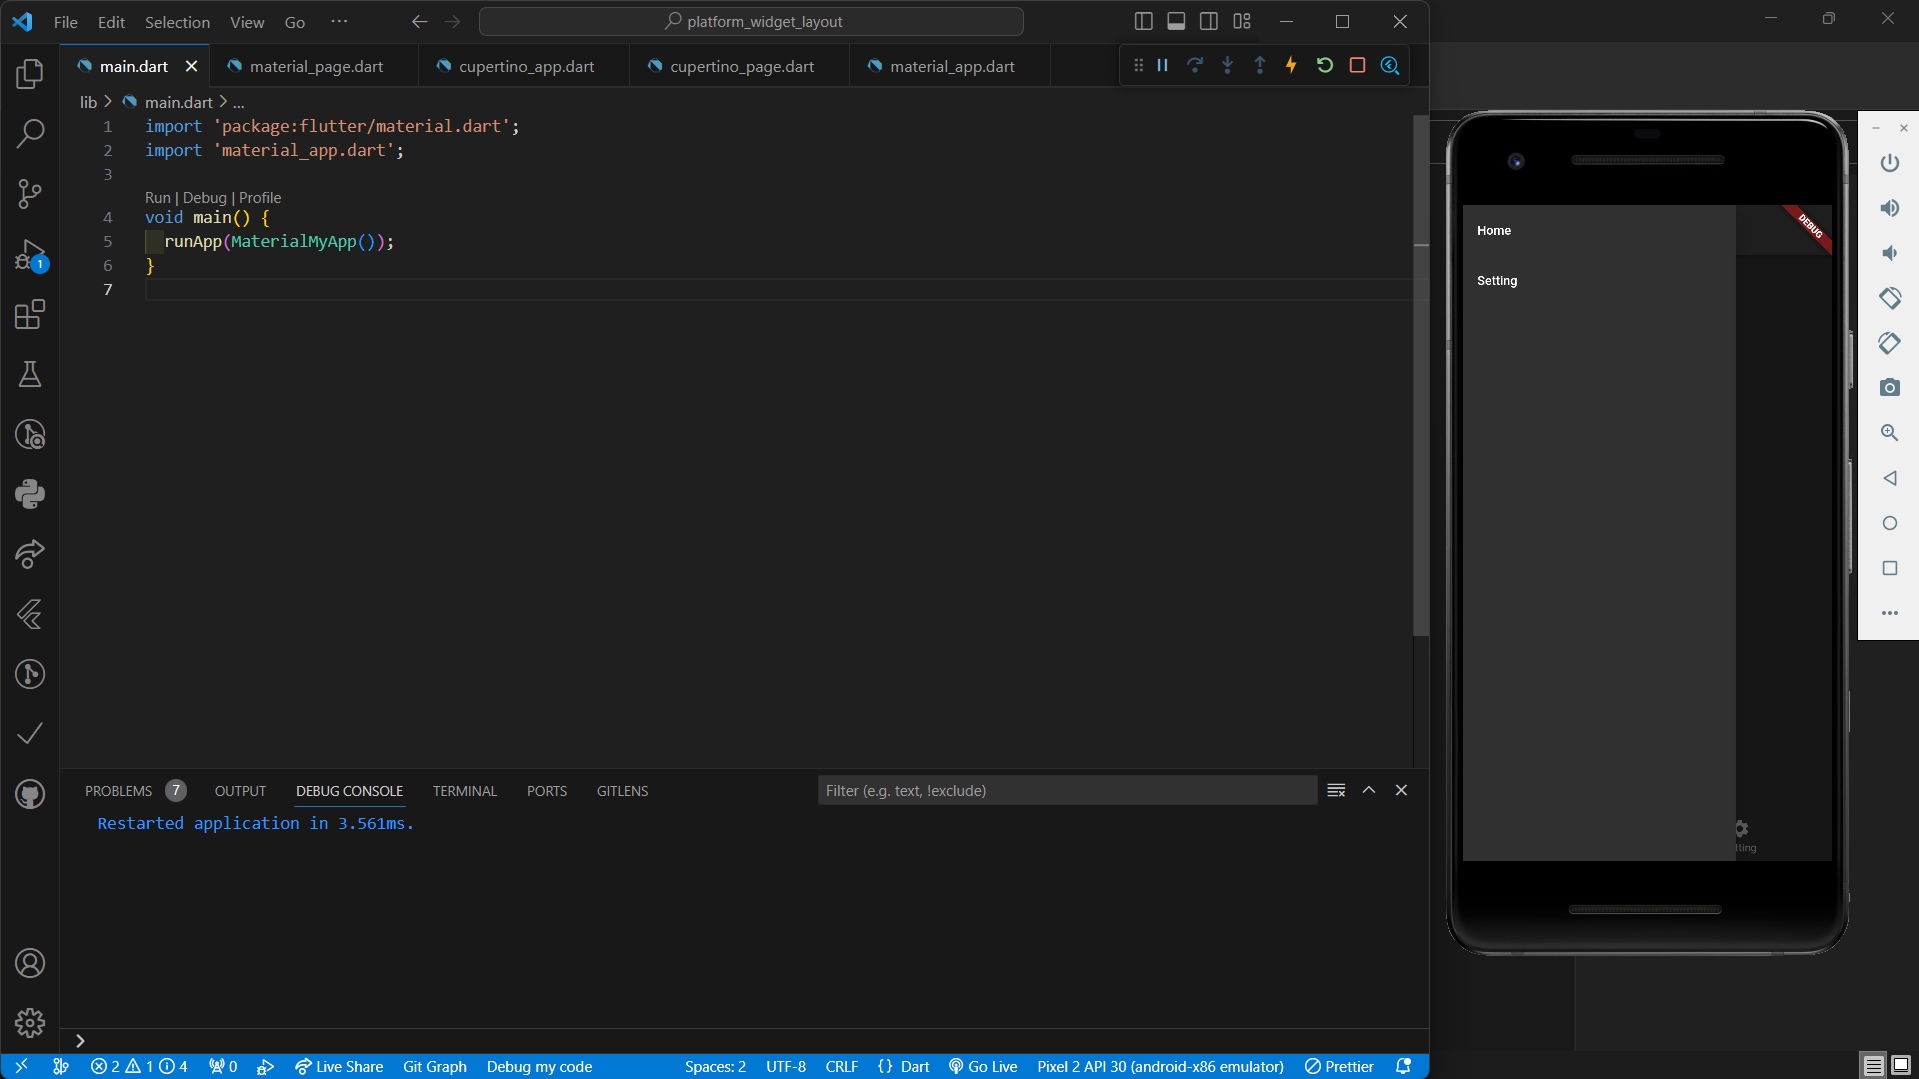 File Edit Selection View Go ···
platform_widget_layout
main.dart material_page.dart cupertino_app.dart cupertino_page.dart material_app.dart
lib > main.dart > ...
1 import 'package:flutter/material.dart';
2 import 'material_app.dart';
3
Run | Debug | Profile
4 void main() {
5 runApp(MaterialMyApp());
6 }
7
1
PROBLEMS 7 OUTPUT DEBUG CONSOLE TERMINAL PORTS GITLENS
Filter (e.g. text, !exclude)
Restarted application in 3.561ms.
2 1 4 0 Live Share Git Graph Debug my code
Spaces: 2 UTF-8 CRLF {} Dart Go Live Pixel 2 API 30 (android-x86 emulator) Prettier
Home
DEBUG
Setting
tting